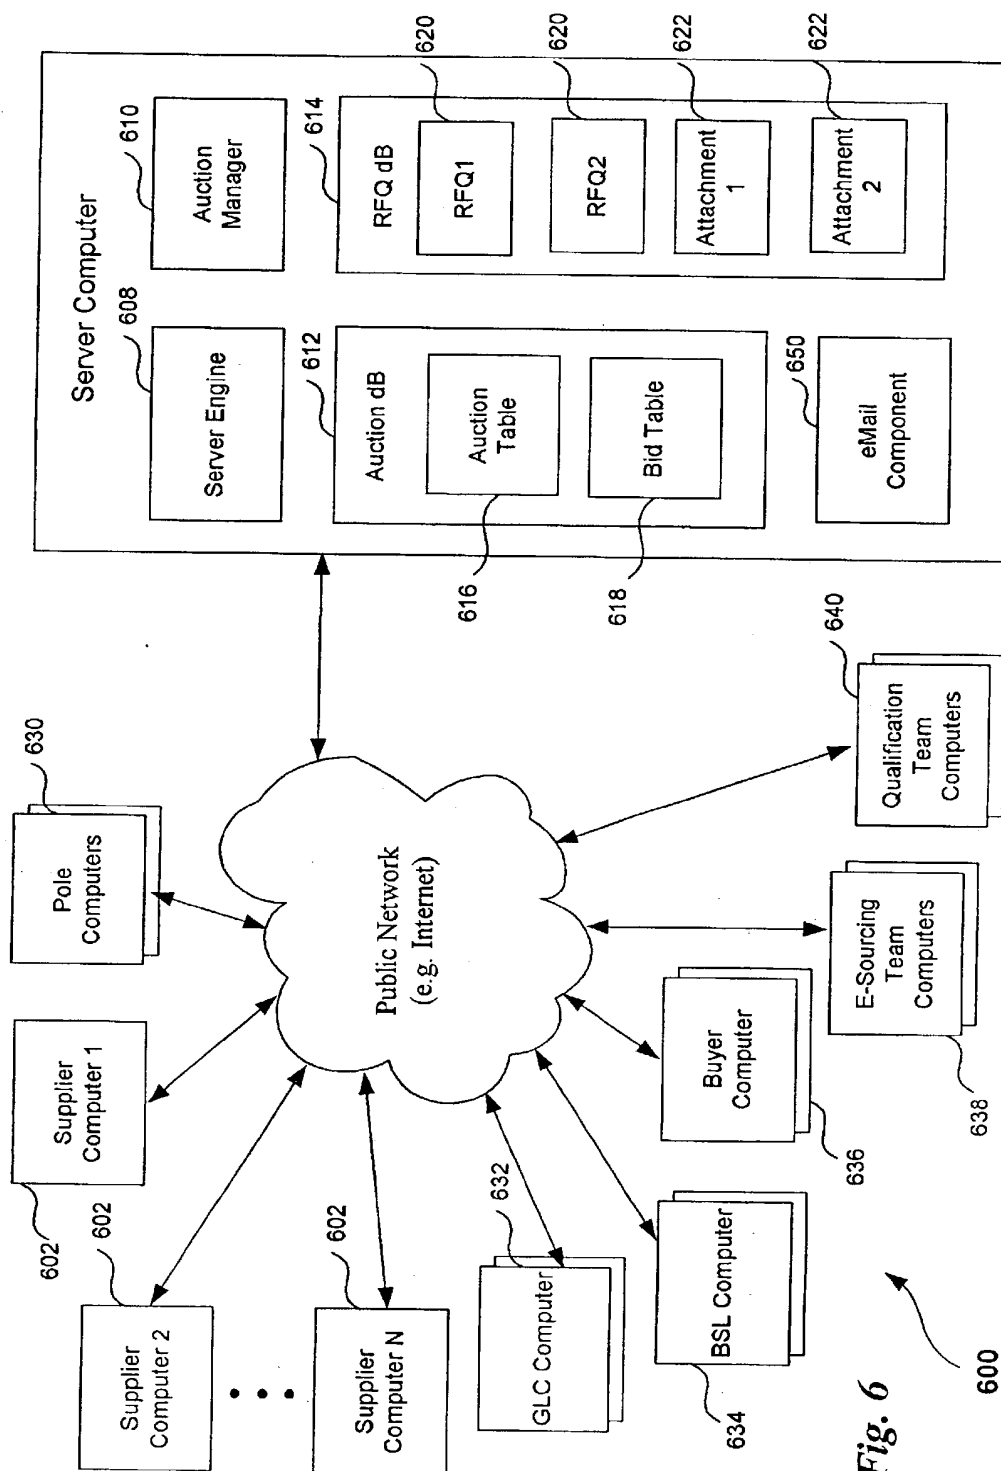 Server Computer
608
Server Engine
610
Auction
Manager
612
Auction dB
Auction
Table
616
Bid Table
618
614
RFQ dB
RFQ1
620
RFQ2
620
Attachment
1
622
Attachment
2
622
650
eMail
Component
Public Network
(e.g. Internet)
630
Pole
Computers
Supplier
Computer 1
602
602
Supplier
Computer 2
602
Supplier
Computer N
632
GLC Computer
BSL Computer
634
Buyer
Computer
636
E-Sourcing
Team
Computers
638
640
Qualification
Team
Computers
600
Fig. 6